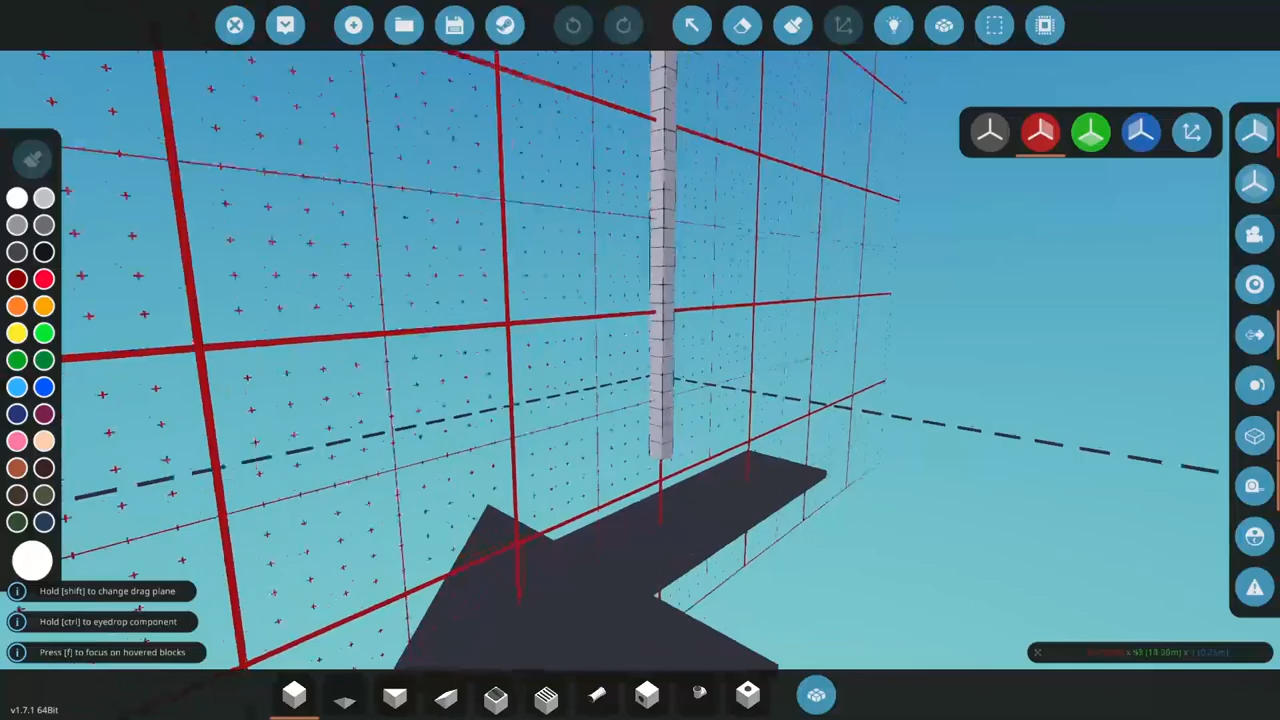 Hold [shift] to change drag plane
Hold [ctrl] to eyedrop component
Press [f] to focus on hovered blocks
v1.7.1 64Bit